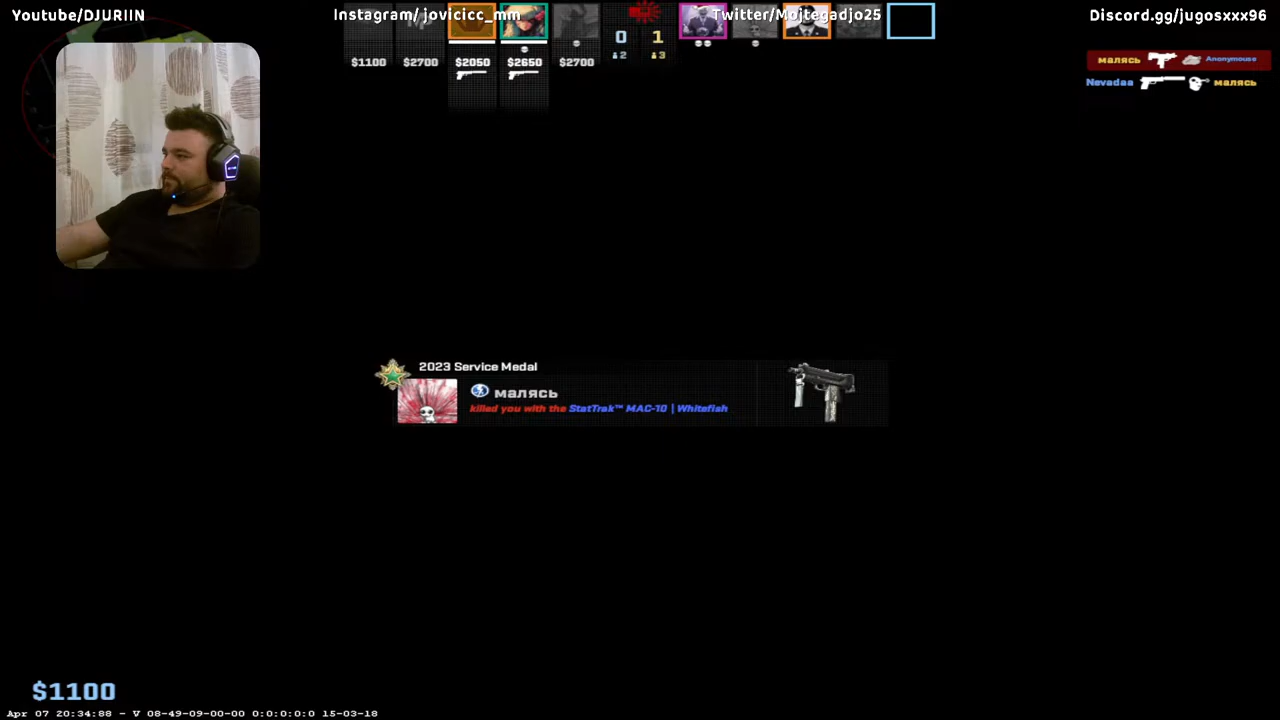 Youtube/DJURIIN
Instagram/ jovicicc_mm
Twitter/Mojtegadjo25
Discord.gg/jugosxxx96
0 1
2 3
$1100 $2700 $2050 $2650 $2700
малясь Anonymouse
Nevadaa малясь
2023 Service Medal
малясь
killed you with the StatTrak™ MAC-10 | Whitefish
$1100
Apr 07 20:34:88 - V 08-49-09-00-00 0:0:0:0:0 15-03-18